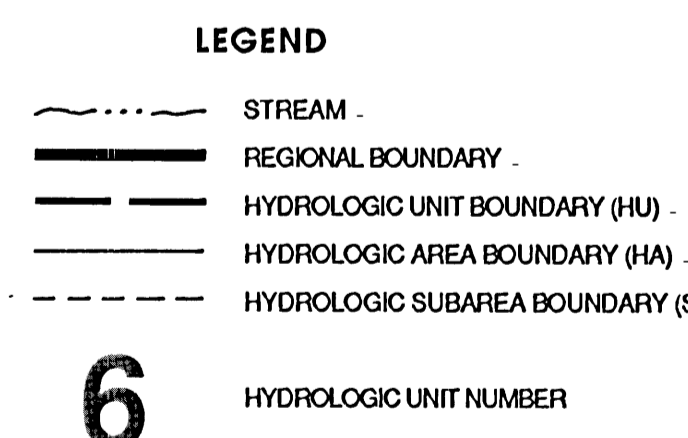 LEGEND
STREAM -
REGIONAL BOUNDARY -
HYDROLOGIC UNIT BOUNDARY (HU) -
HYDROLOGIC AREA BOUNDARY (HA) -
HYDROLOGIC SUBAREA BOUNDARY (S
6 HYDROLOGIC UNIT NUMBER